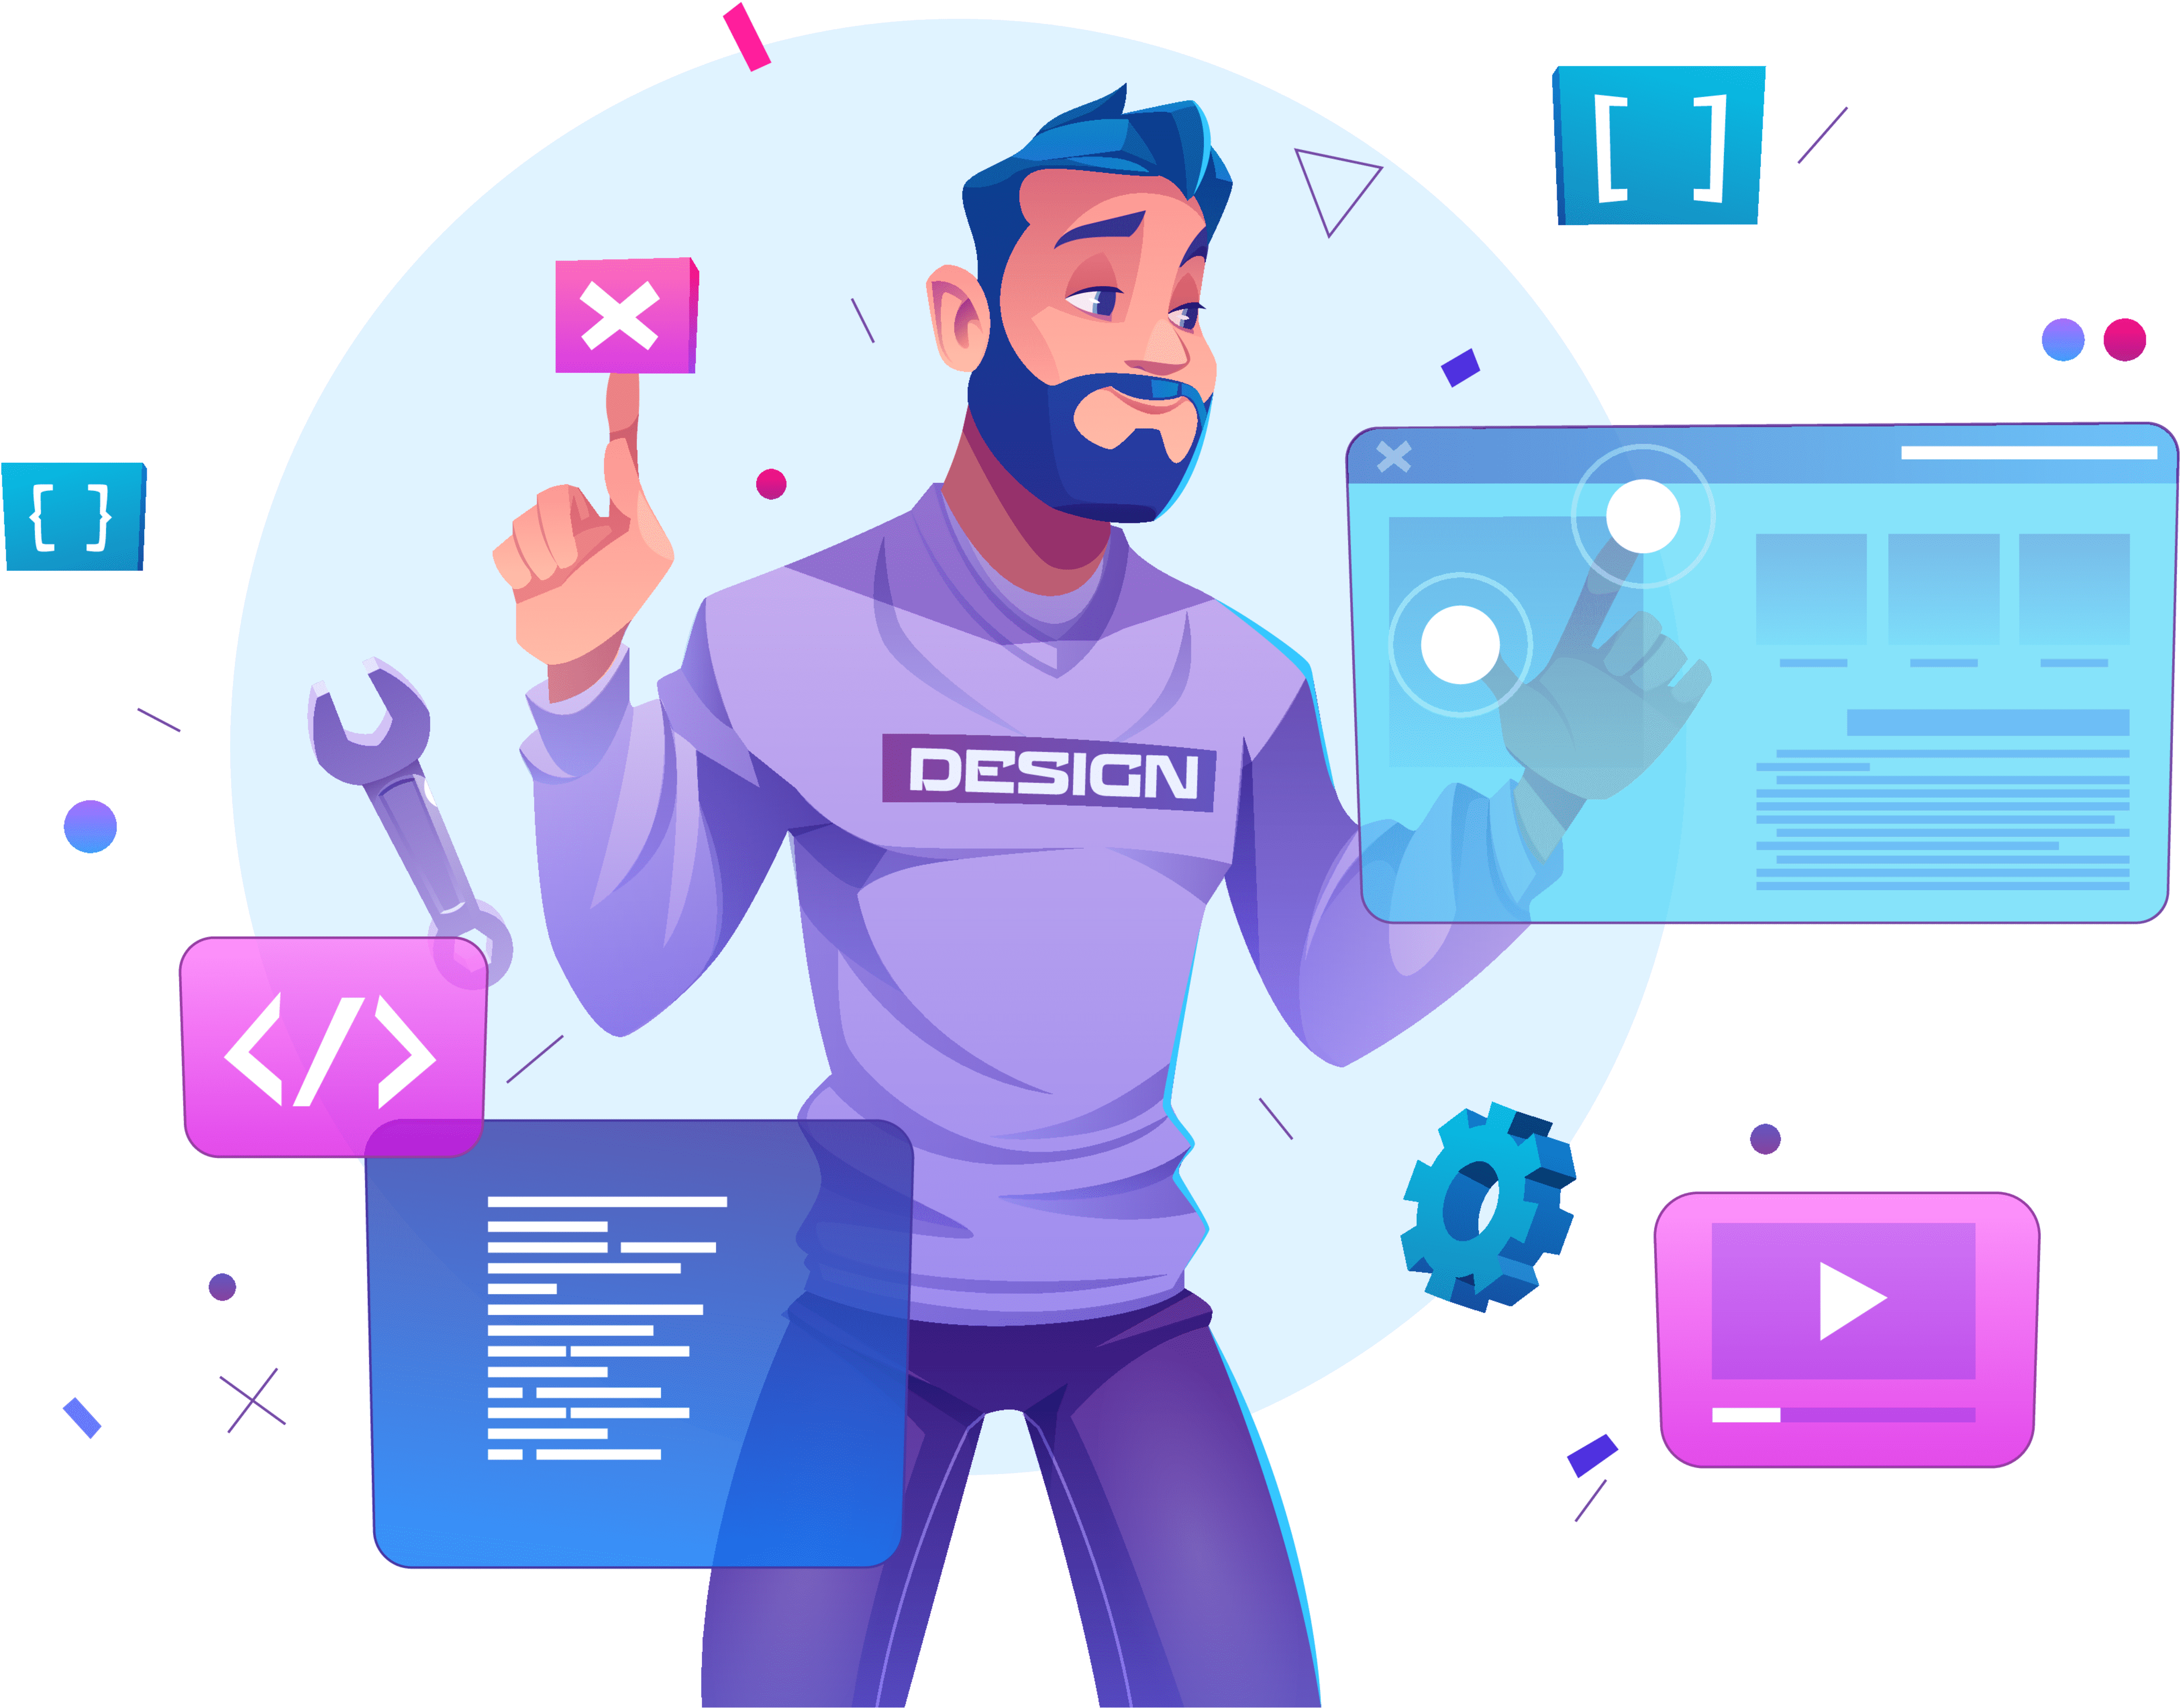 [ ]
{ }
DESIGN
</>